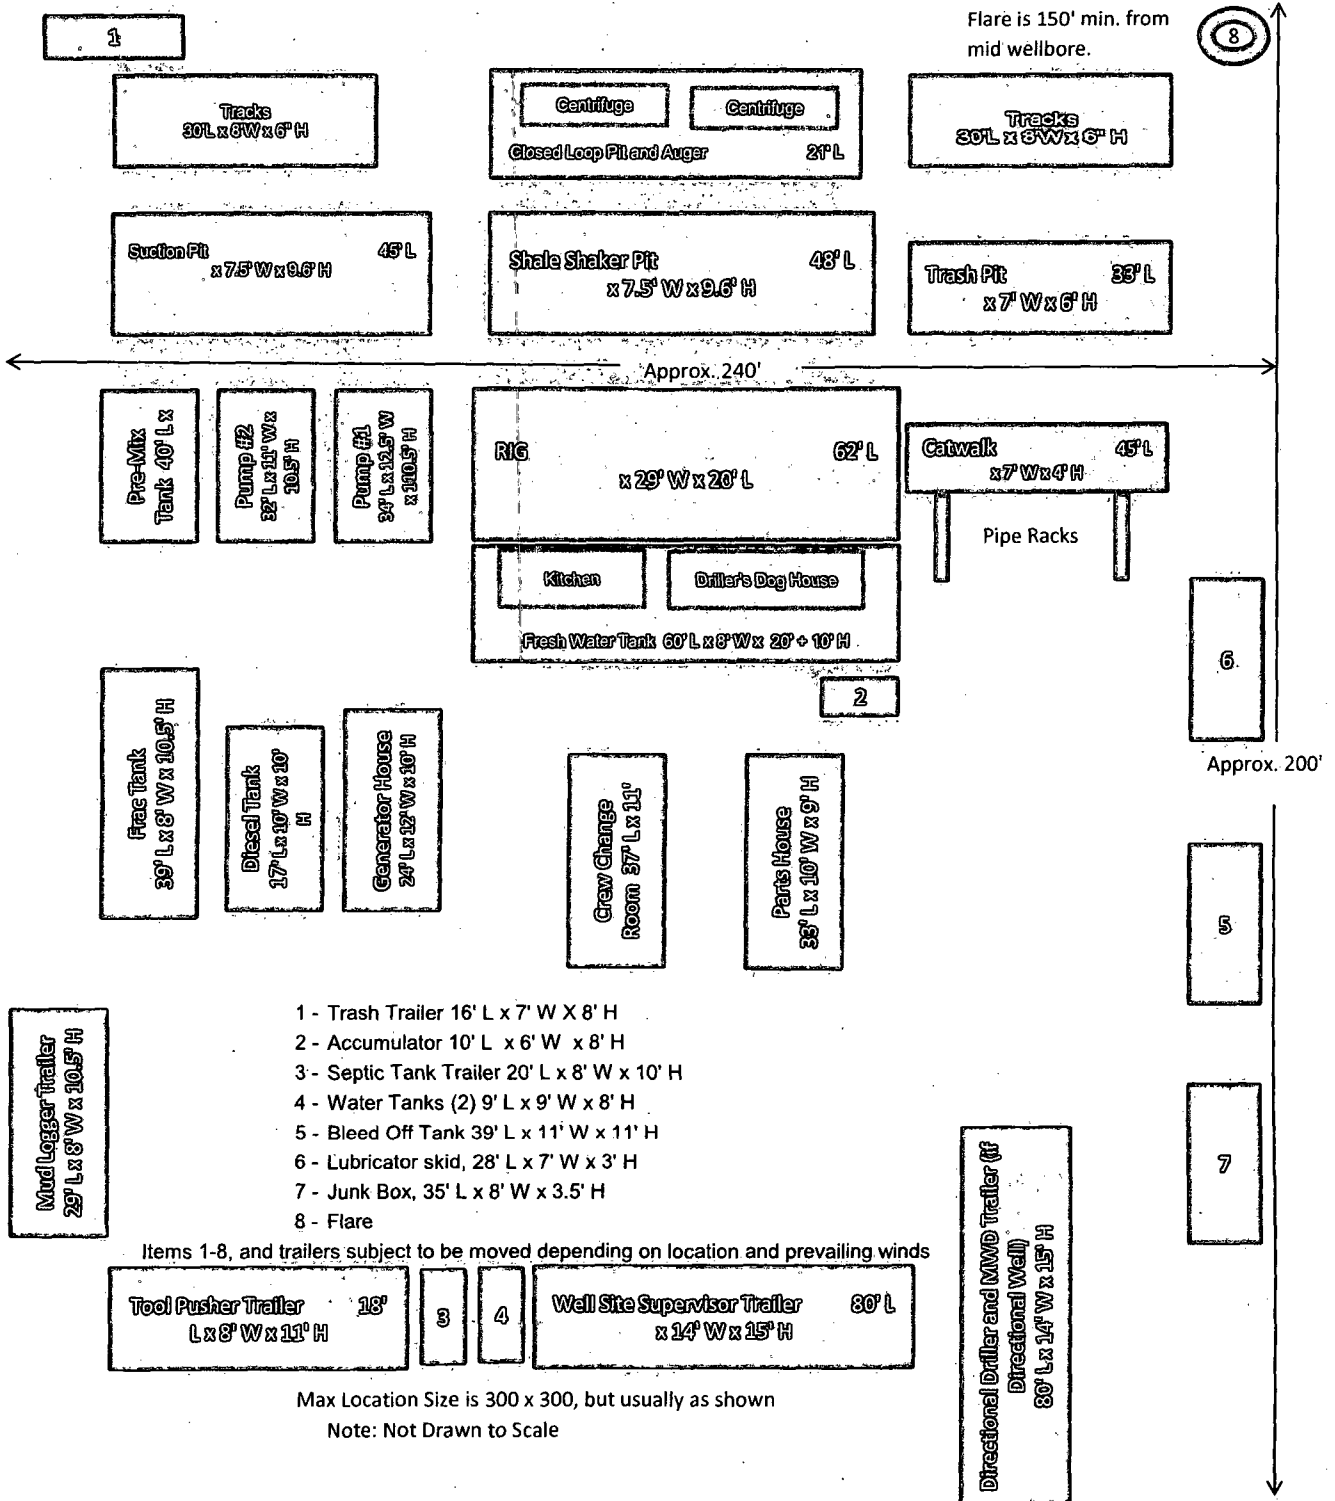 Flare is 150' min. from
mid wellbore.
8
1
Tracks
30'L x 8'W x 6" H
Centrifuge
Centrifuge
Closed Loop Pit and Auger 21' L
Tracks
30'L x 8'W x 6" H
Suction Pit 45' L
x 7.5' W x 9.6' H
Shale Shaker Pit 48' L
x 7.5' W x 9.6' H
Trash Pit 33' L
x 7' W x 6' H
Approx. 240'
Pre-Mix
Tank 40' L x
Pump #2
32' L x 11' W x
10.5' H
Pump #1
34' L x 12.5' W
x 110.5' H
RIG 62' L
x 29' W x 20' L
Catwalk 45' L
x 7' W x 4' H
Pipe Racks
Kitchen
Driller's Dog House
Fresh Water Tank 60' L x 8' W x 20' + 10' H
6
2
Approx. 200'
Frac Tank
39' L x 8' W x 10.5' H
Diesel Tank
17' L x 10' W x 10'
H
Generator House
24' L x 12' W x 10' H
Crew Change
Room 37' L x 11'
Parts House
33' L x 10' W x 9' H
5
1 - Trash Trailer 16' L x 7' W X 8' H
2 - Accumulator 10' L x 6' W x 8' H
3 - Septic Tank Trailer 20' L x 8' W x 10' H
4 - Water Tanks (2) 9' L x 9' W x 8' H
5 - Bleed Off Tank 39' L x 11' W x 11' H
6 - Lubricator skid, 28' L x 7' W x 3' H
7 - Junk Box, 35' L x 8' W x 3.5' H
8 - Flare
Items 1-8, and trailers subject to be moved depending on location and prevailing winds
Mud Logger Trailer
29' L x 8' W x 10.5' H
7
Tool Pusher Trailer 18'
L x 8' W x 11' H
3
4
Well Site Supervisor Trailer 80' L
x 14' W x 15' H
Directional Driller and MWD Trailer (if
Directional Well)
80' L x 14' W x 15' H
Max Location Size is 300 x 300, but usually as shown
Note: Not Drawn to Scale